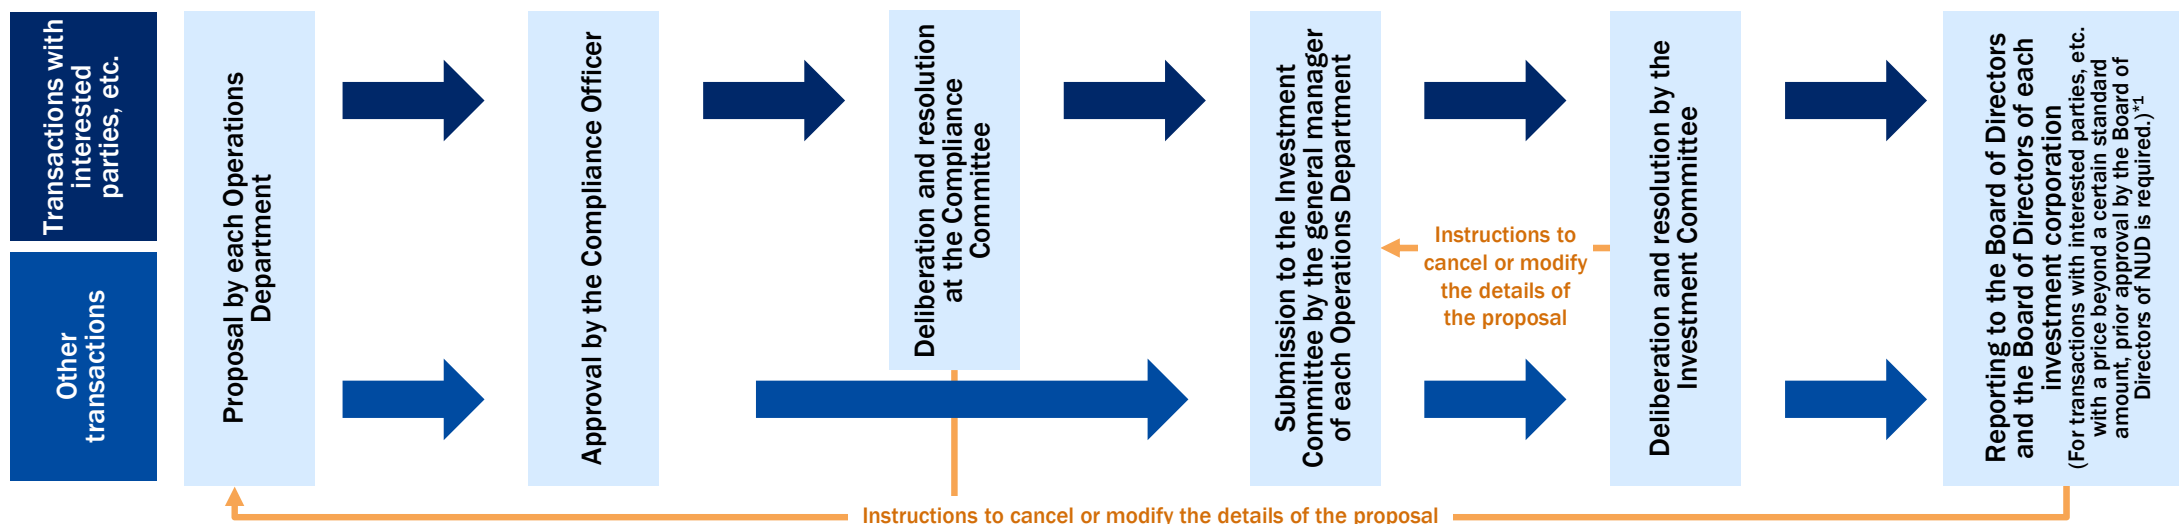 Transactions with
interested
parties, etc.
Other
transactions
Proposal by each Operations
Department
Approval by the Compliance Officer
Deliberation and resolution
at the Compliance
Committee
Submission to the Investment
Committee by the general manager
of each Operations Department
Instructions to
cancel or modify
the details of
the proposal
Deliberation and resolution by the
Investment Committee
Reporting to the Board of Directors
and the Board of Directors of each
investment corporation
(For transactions with interested parties, etc.
with a price beyond a certain standard
amount, prior approval by the Board of
Directors of NUD is required.)*1
Instructions to cancel or modify the details of the proposal